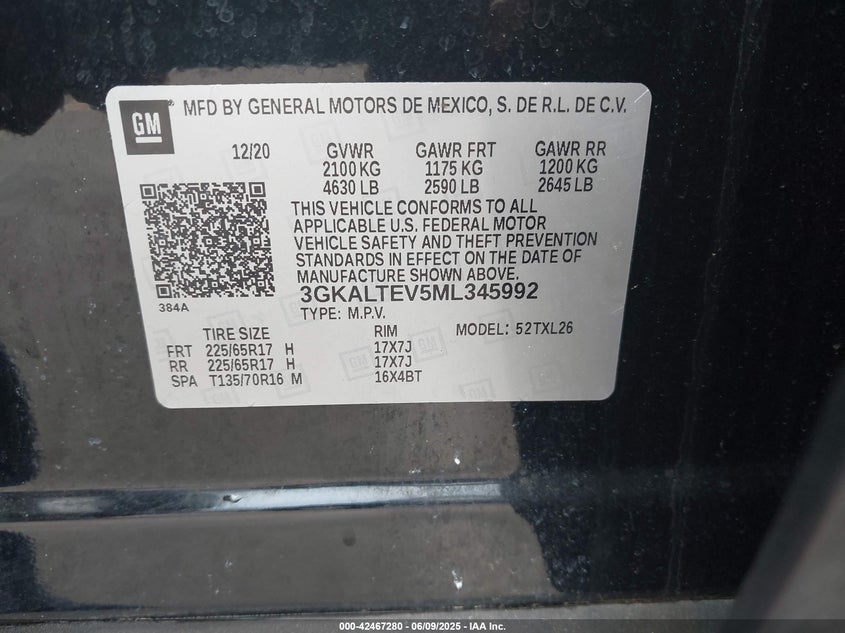 GM
MFD BY GENERAL MOTORS DE MEXICO, S. DE R.L. DE C.V.
12/20 GVWR GAWR FRT GAWR RR
2100 KG 1175 KG 1200 KG
4630 LB 2590 LB 2645 LB
THIS VEHICLE CONFORMS TO ALL
APPLICABLE U.S. FEDERAL MOTOR
VEHICLE SAFETY AND THEFT PREVENTION
STANDARDS IN EFFECT ON THE DATE OF
MANUFACTURE SHOWN ABOVE.
384A
3GKALTEV5ML345992
TYPE: M.P.V.
TIRE SIZE RIM MODEL: 52TXL26
FRT 225/65R17 H 17X7J
RR 225/65R17 H 17X7J
SPA T135/70R16 M 16X4BT
000-42467280 - 06/09/2025 - IAA Inc.